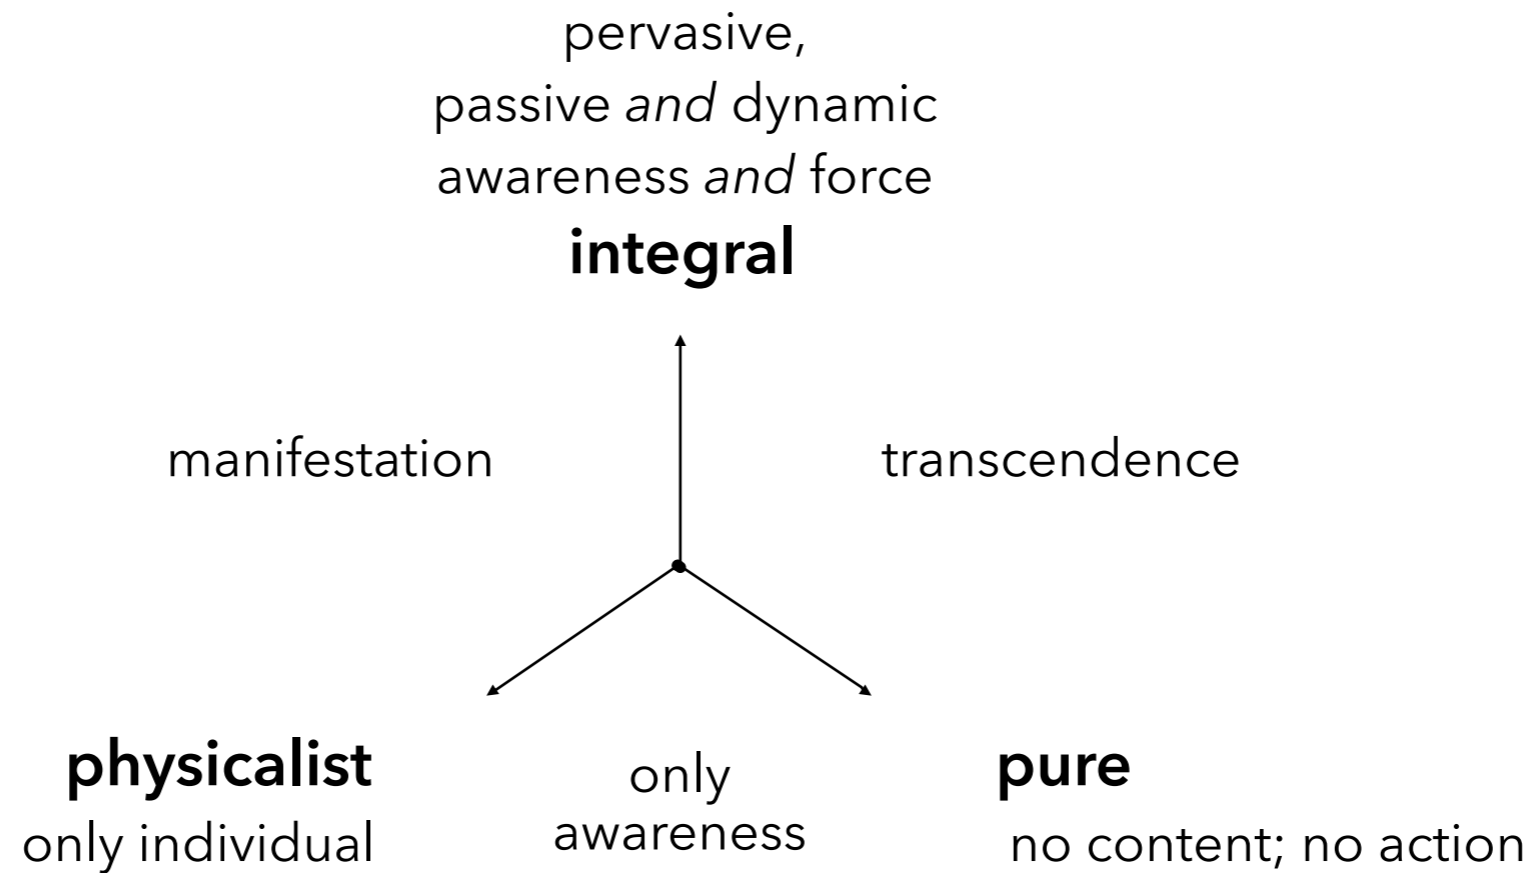 pervasive,
passive and dynamic
awareness and force
integral
manifestation
transcendence
physicalist
only individual
only
awareness
pure
no content; no action